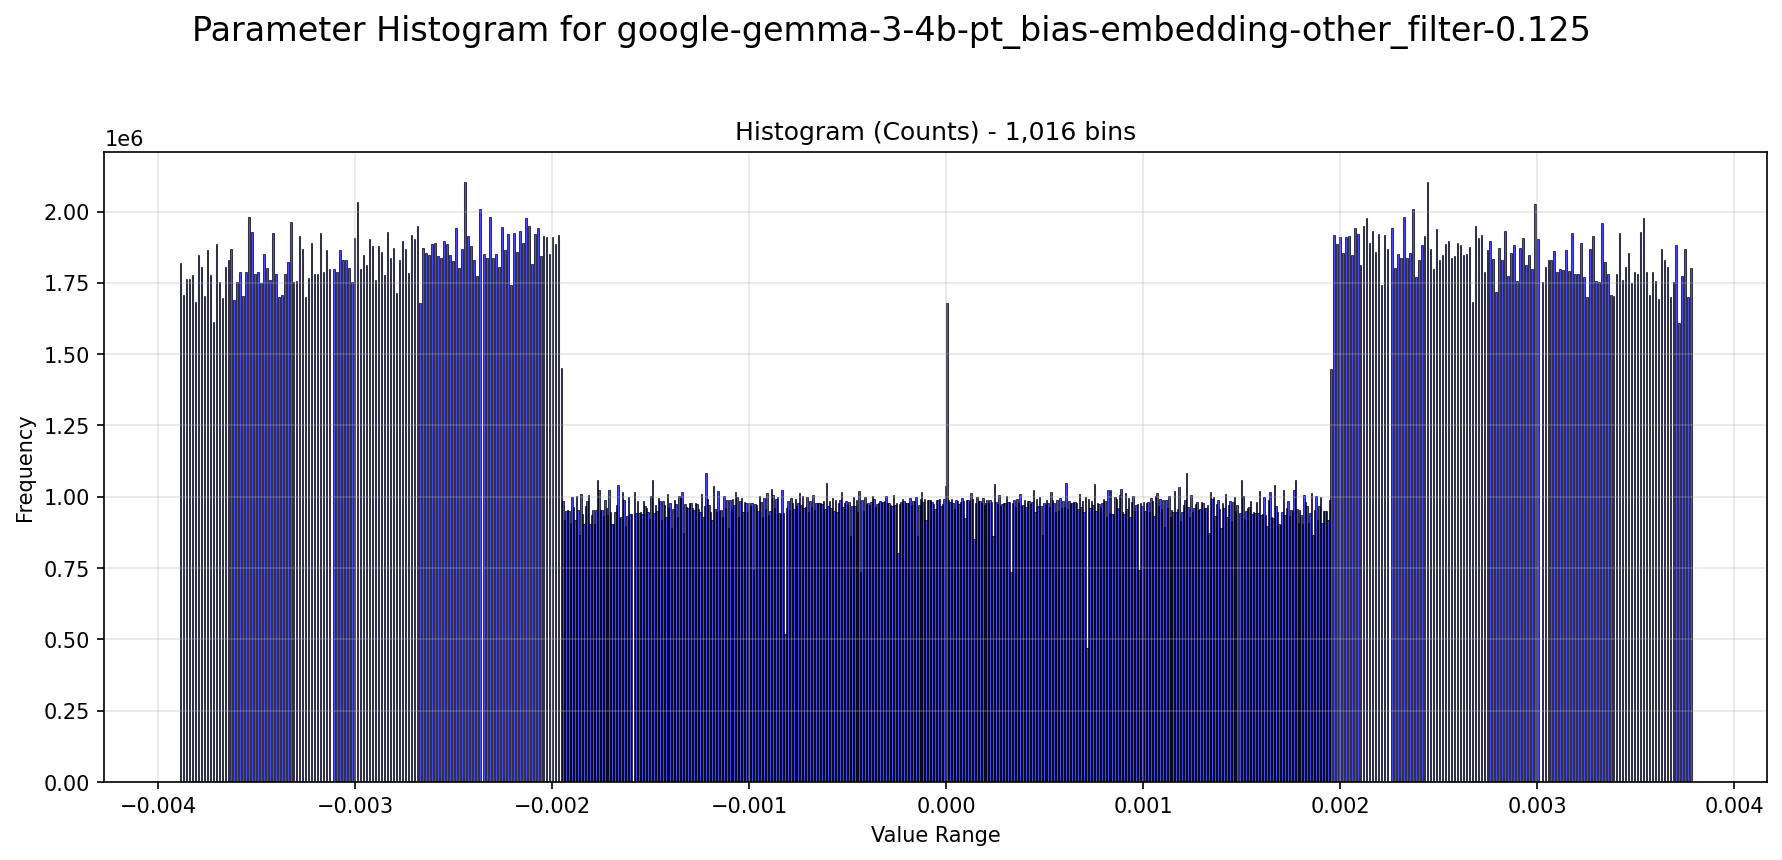 Parameter Histogram for google-gemma-3-4b-pt_bias-embedding-other_filter-0.125
Histogram (Counts) - 1,016 bins
1e6
2.00
1.75
1.50
1.25
1.00
0.75
0.50
0.25
0.00
Frequency
−0.004 −0.003 −0.002 −0.001 0.000 0.001 0.002 0.003 0.004
Value Range